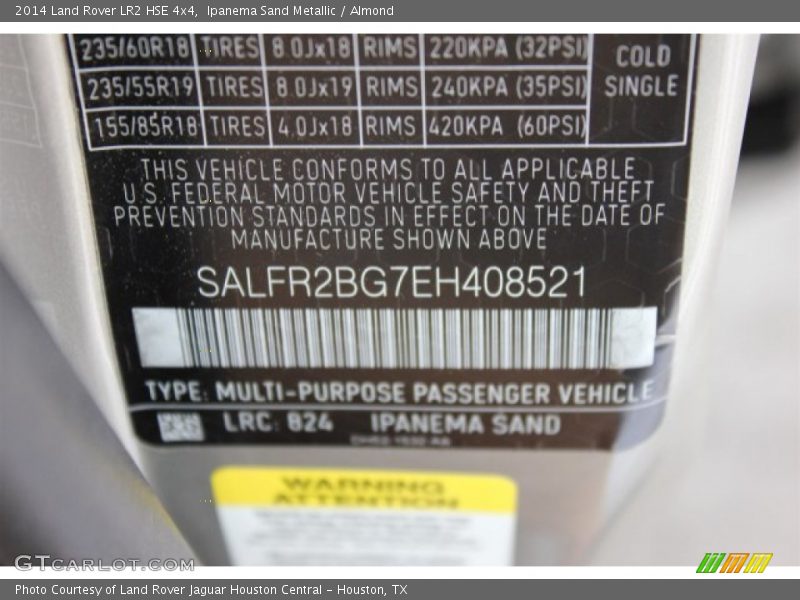 2014 Land Rover LR2 HSE 4x4,  Ipanema Sand Metallic / Almond
235/60R18 TIRES 8.0Jx18 RIMS 220KPA (32PSI) COLD
235/55R19 TIRES 8.0Jx19 RIMS 240KPA (35PSI) SINGLE
155/85R18 TIRES 4.0Jx18 RIMS 420KPA (60PSI)
THIS VEHICLE CONFORMS TO ALL APPLICABLE
U.S. FEDERAL MOTOR VEHICLE SAFETY AND THEFT
PREVENTION STANDARDS IN EFFECT ON THE DATE OF
MANUFACTURE SHOWN ABOVE
SALFR2BG7EH408521
TYPE: MULTI-PURPOSE PASSENGER VEHICLE
LRC: 824 IPANEMA SAND
WARNING
ATTENTION
GTCARLOT.COM
Photo Courtesy of Land Rover Jaguar Houston Central – Houston, TX